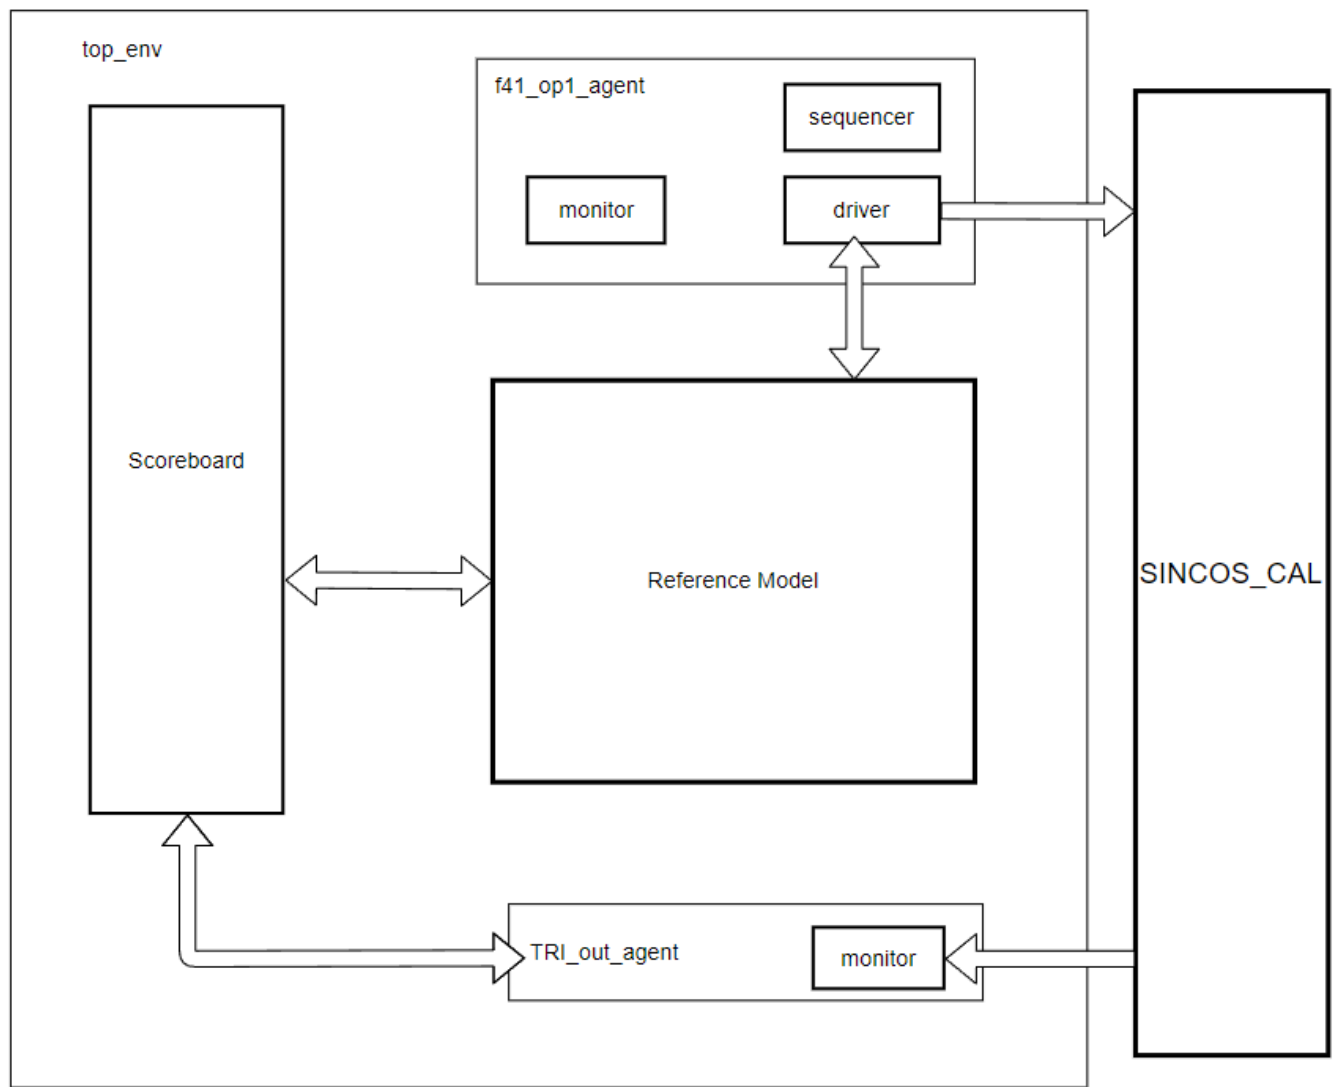 top_env
f41_op1_agent
sequencer
monitor
driver
Scoreboard
Reference Model
SINCOS_CAL
TRI_out_agent
monitor